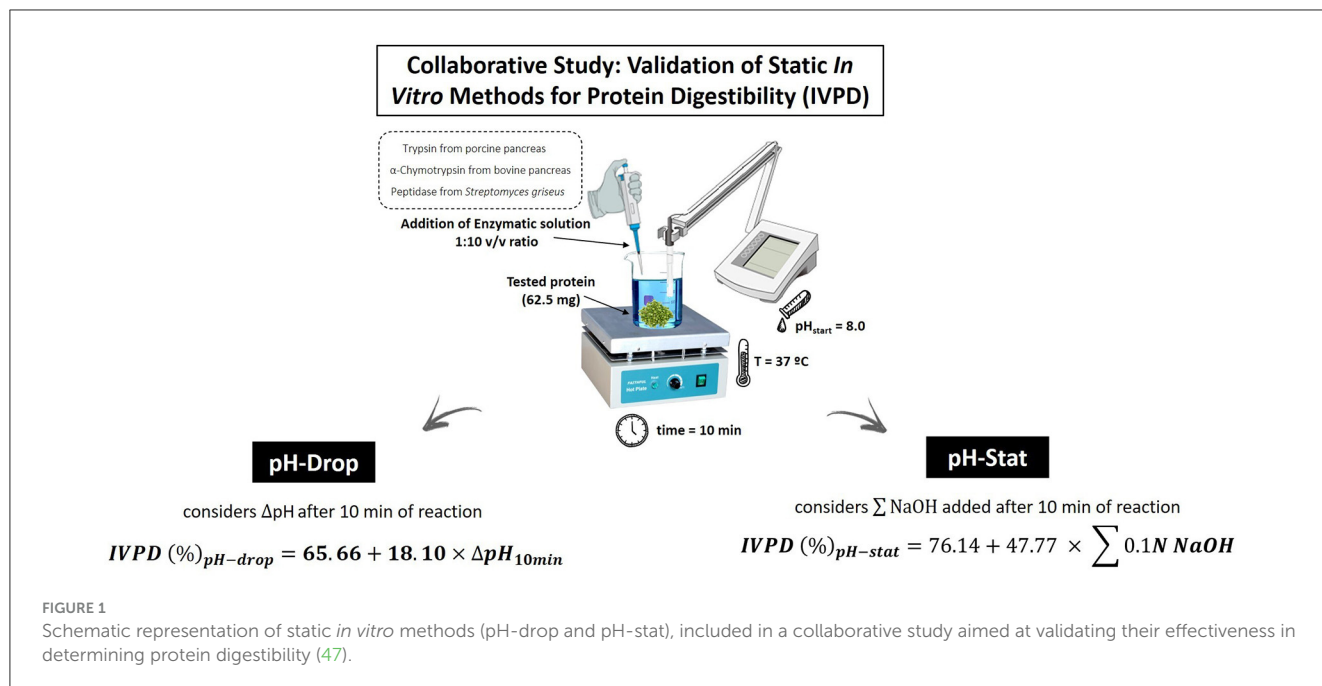 Collaborative Study: Validation of Static In
Vitro Methods for Protein Digestibility (IVPD)
Trypsin from porcine pancreas
α-Chymotrypsin from bovine pancreas
Peptidase from Streptomyces griseus
Addition of Enzymatic solution
1:10 v/v ratio
Tested protein
(62.5 mg)
pHstart = 8.0
T = 37 ºC
Hot Plate
time = 10 min
pH-Drop
considers ΔpH after 10 min of reaction
IVPD (%)pH−drop = 65.66 + 18.10 × ΔpH10min
pH-Stat
considers ∑ NaOH added after 10 min of reaction
IVPD (%)pH−stat = 76.14 + 47.77 × ∑ 0.1N NaOH
FIGURE 1
Schematic representation of static in vitro methods (pH-drop and pH-stat), included in a collaborative study aimed at validating their effectiveness in
determining protein digestibility (47).